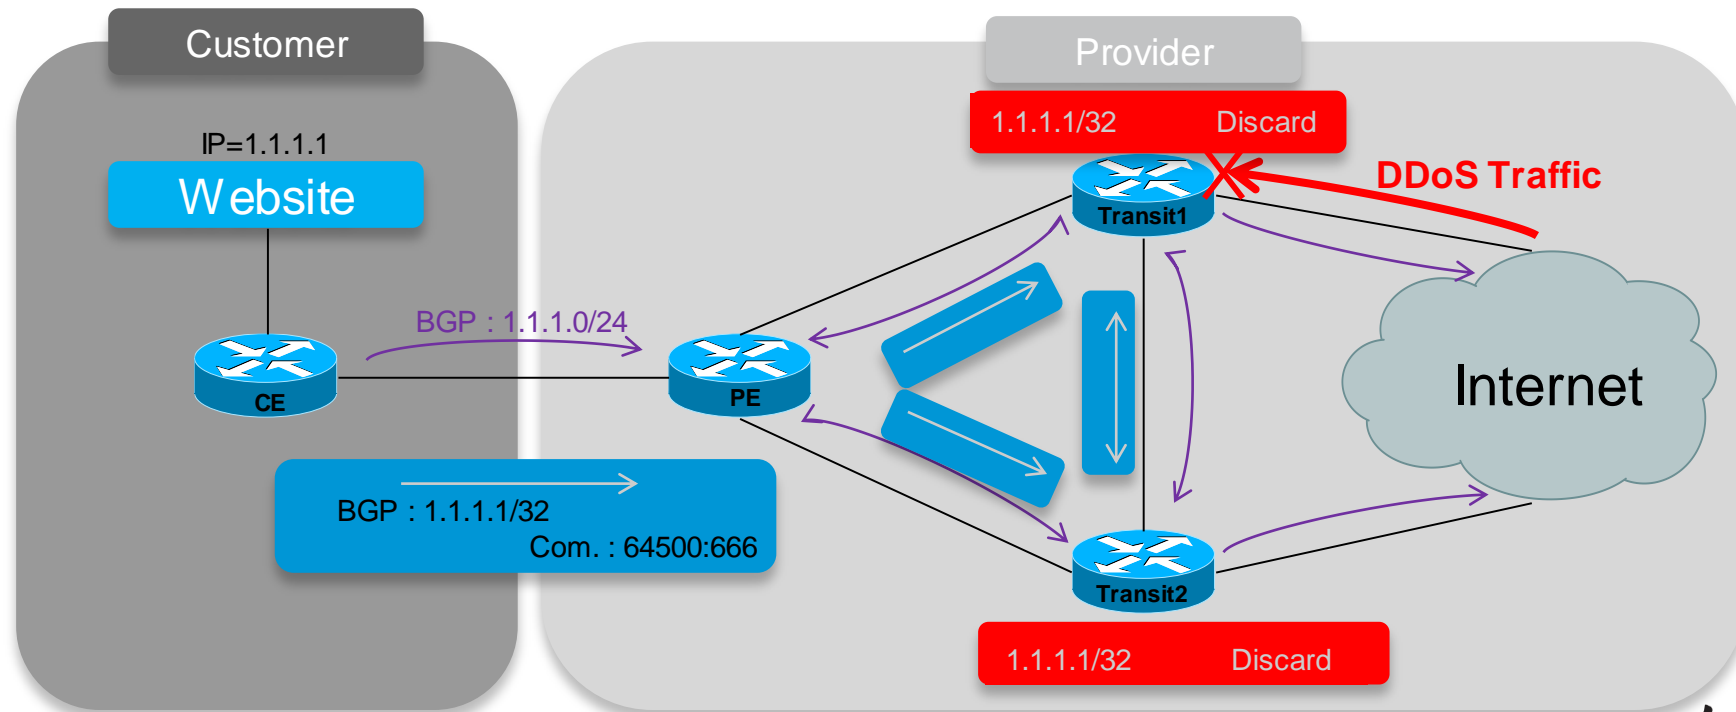 Customer
Provider
1.1.1.1/32 Discard
IP=1.1.1.1
Website
DDoS Traffic
Transit1
BGP : 1.1.1.0/24
CE
PE
Internet
BGP : 1.1.1.1/32
Com. : 64500:666
Transit2
1.1.1.1/32 Discard